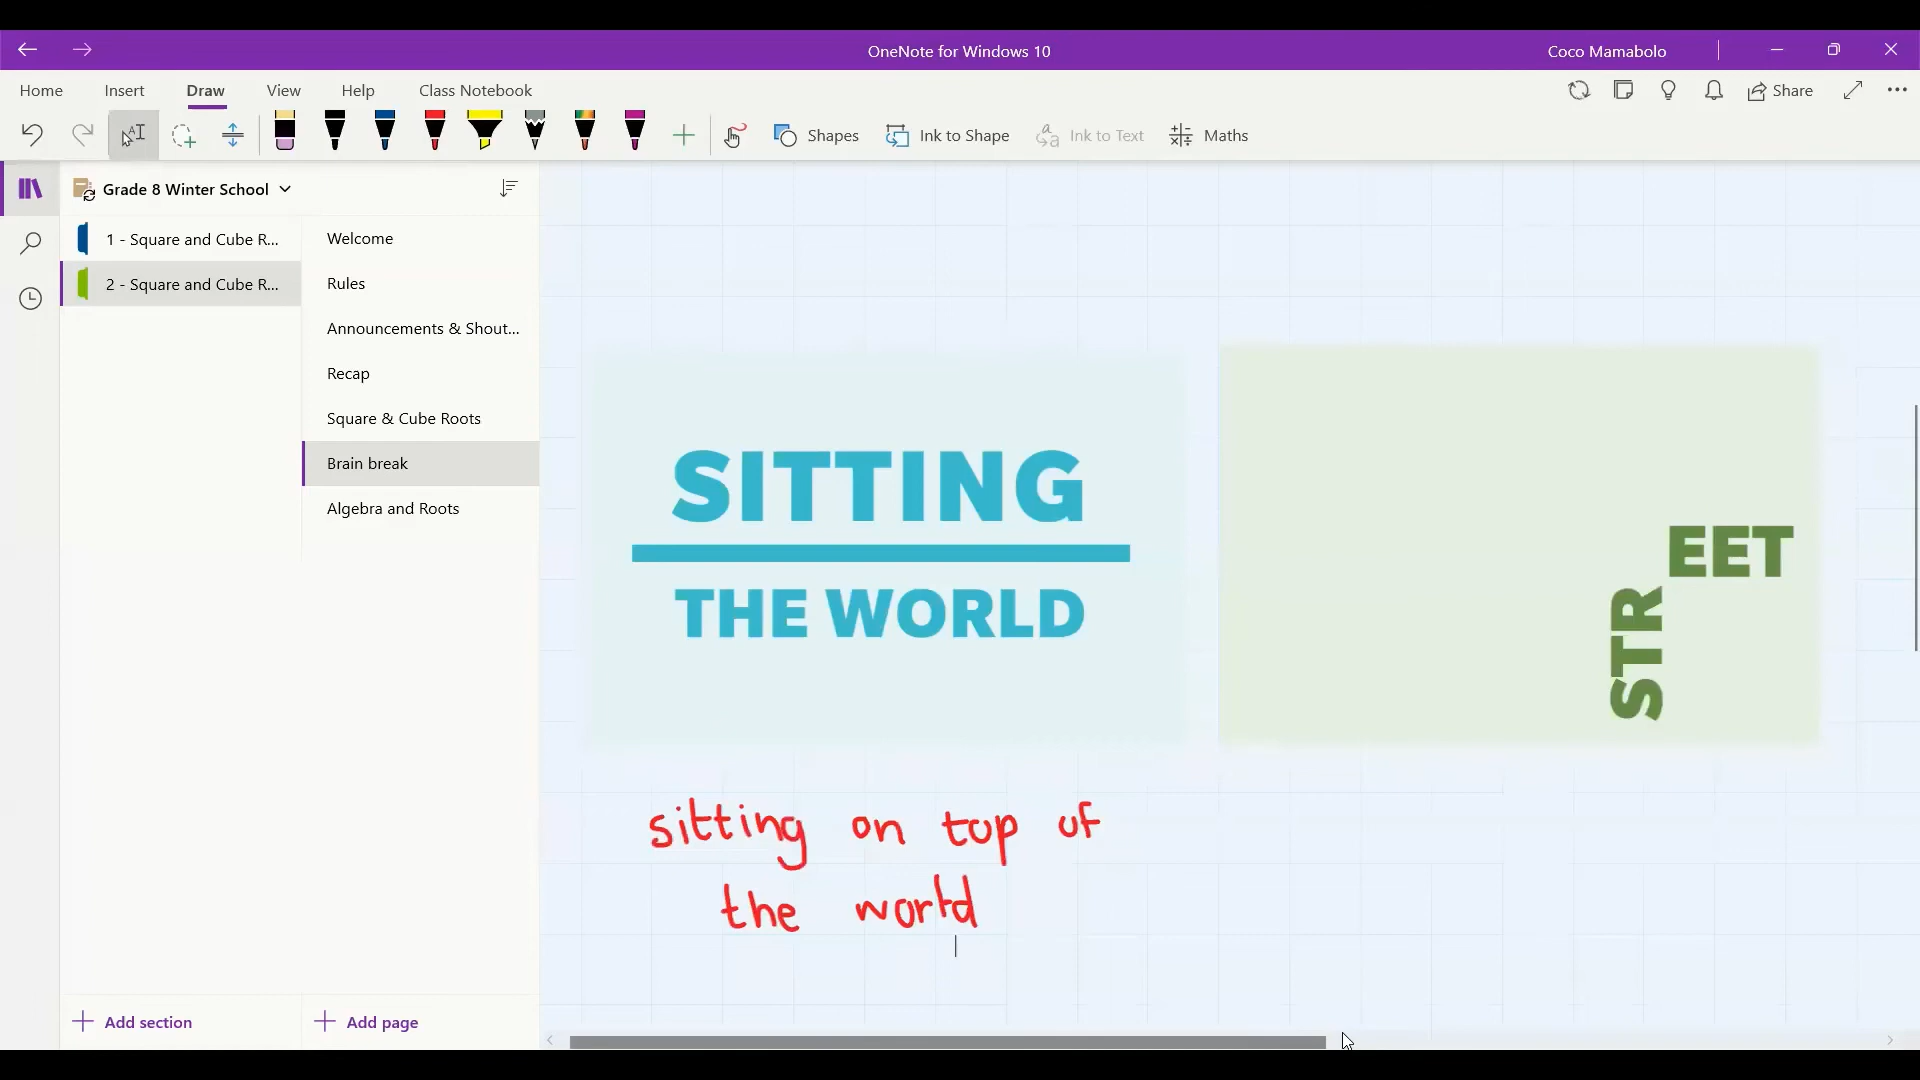 OneNote for Windows 10
Coco Mamabolo
Home Insert Draw View Help Class Notebook
Share
Shapes Ink to Shape Ink to Text Maths
Grade 8 Winter School
1 - Square and Cube R...
2 - Square and Cube R...
Welcome
Rules
Announcements & Shout...
Recap
Square & Cube Roots
Brain break
Algebra and Roots
Add section
Add page
SITTING
THE WORLD
STR
EET
sitting on top of
the world